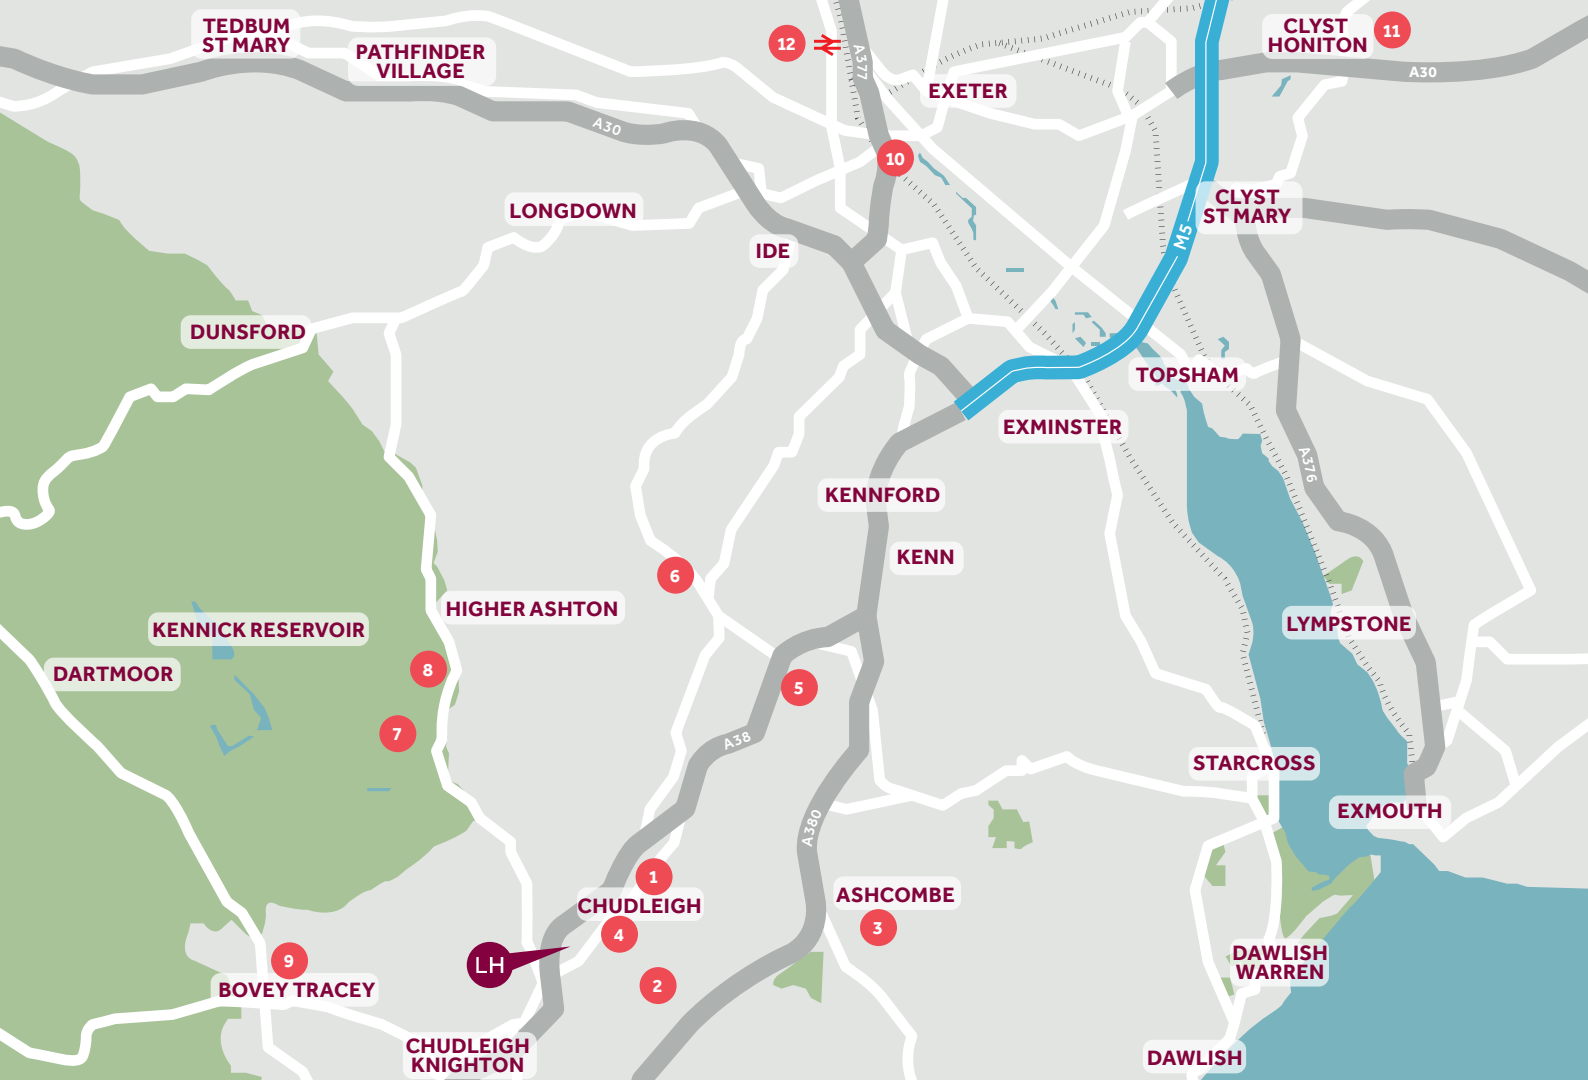 TEDBUM
ST MARY
PATHFINDER
VILLAGE
12
A377
CLYST
HONITON
11
A30
EXETER
A30
10
LONGDOWN
CLYST
ST MARY
M5
IDE
DUNSFORD
TOPSHAM
EXMINSTER
A376
KENNFORD
KENN
6
HIGHER ASHTON
KENNICK RESERVOIR
LYMPSTONE
DARTMOOR
8
5
7
A38
STARCROSS
EXMOUTH
A380
1
CHUDLEIGH
ASHCOMBE
4
3
9
LH
DAWLISH
WARREN
BOVEY TRACEY
2
CHUDLEIGH
KNIGHTON
DAWLISH